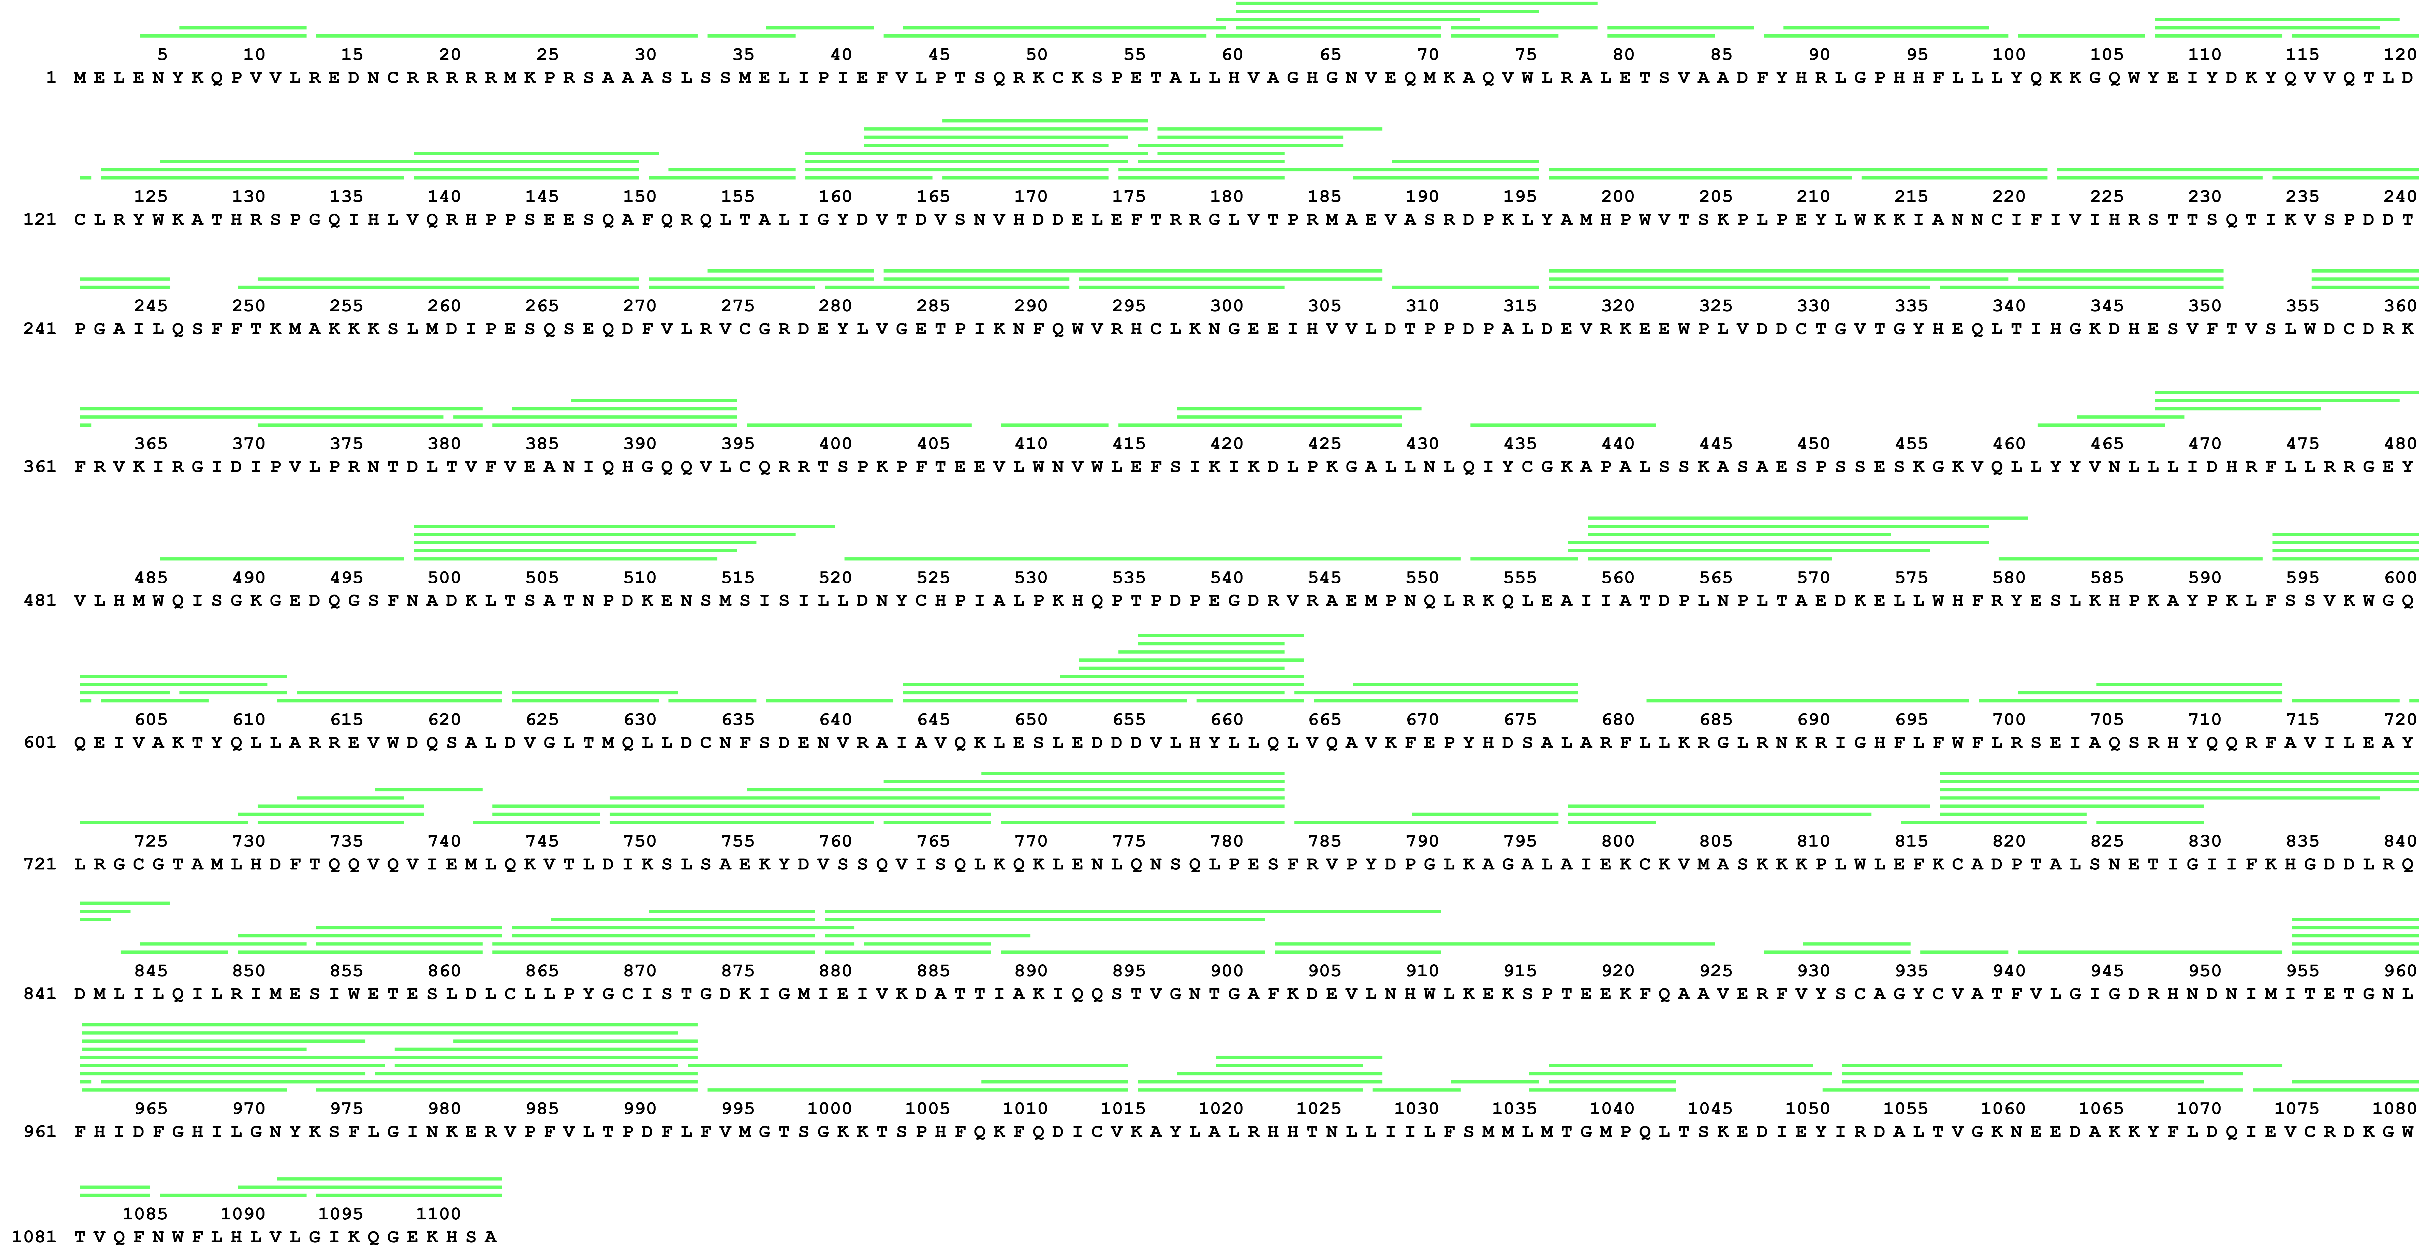 5 10 15 20 25 30 35 40 45 50 55 60 65 70 75 80 85 90 95 100 105 110 115 120
1 M E L E N Y K Q P V V L R E D N C R R R R R M K P R S A A A S L S S M E L I P I E F V L P T S Q R K C K S P E T A L L H V A G H G N V E Q M K A Q V W L R A L E T S V A A D F Y H R L G P H H F L L L Y Q K K G Q W Y E I Y D K Y Q V V Q T L D
125 130 135 140 145 150 155 160 165 170 175 180 185 190 195 200 205 210 215 220 225 230 235 240
121 C L R Y W K A T H R S P G Q I H L V Q R H P P S E E S Q A F Q R Q L T A L I G Y D V T D V S N V H D D E L E F T R R G L V T P R M A E V A S R D P K L Y A M H P W V T S K P L P E Y L W K K I A N N C I F I V I H R S T T S Q T I K V S P D D T
245 250 255 260 265 270 275 280 285 290 295 300 305 310 315 320 325 330 335 340 345 350 355 360
241 P G A I L Q S F F T K M A K K K S L M D I P E S Q S E Q D F V L R V C G R D E Y L V G E T P I K N F Q W V R H C L K N G E E I H V V L D T P P D P A L D E V R K E E W P L V D D C T G V T G Y H E Q L T I H G K D H E S V F T V S L W D C D R K
365 370 375 380 385 390 395 400 405 410 415 420 425 430 435 440 445 450 455 460 465 470 475 480
361 F R V K I R G I D I P V L P R N T D L T V F V E A N I Q H G Q Q V L C Q R R T S P K P F T E E V L W N V W L E F S I K I K D L P K G A L L N L Q I Y C G K A P A L S S K A S A E S P S S E S K G K V Q L L Y Y V N L L L I D H R F L L R R G E Y
485 490 495 500 505 510 515 520 525 530 535 540 545 550 555 560 565 570 575 580 585 590 595 600
481 V L H M W Q I S G K G E D Q G S F N A D K L T S A T N P D K E N S M S I S I L L D N Y C H P I A L P K H Q P T P D P E G D R V R A E M P N Q L R K Q L E A I I A T D P L N P L T A E D K E L L W H F R Y E S L K H P K A Y P K L F S S V K W G Q
605 610 615 620 625 630 635 640 645 650 655 660 665 670 675 680 685 690 695 700 705 710 715 720
601 Q E I V A K T Y Q L L A R R E V W D Q S A L D V G L T M Q L L D C N F S D E N V R A I A V Q K L E S L E D D D V L H Y L L Q L V Q A V K F E P Y H D S A L A R F L L K R G L R N K R I G H F L F W F L R S E I A Q S R H Y Q Q R F A V I L E A Y
725 730 735 740 745 750 755 760 765 770 775 780 785 790 795 800 805 810 815 820 825 830 835 840
721 L R G C G T A M L H D F T Q Q V Q V I E M L Q K V T L D I K S L S A E K Y D V S S Q V I S Q L K Q K L E N L Q N S Q L P E S F R V P Y D P G L K A G A L A I E K C K V M A S K K K P L W L E F K C A D P T A L S N E T I G I I F K H G D D L R Q
845 850 855 860 865 870 875 880 885 890 895 900 905 910 915 920 925 930 935 940 945 950 955 960
841 D M L I L Q I L R I M E S I W E T E S L D L C L L P Y G C I S T G D K I G M I E I V K D A T T I A K I Q Q S T V G N T G A F K D E V L N H W L K E K S P T E E K F Q A A V E R F V Y S C A G Y C V A T F V L G I G D R H N D N I M I T E T G N L
965 970 975 980 985 990 995 1000 1005 1010 1015 1020 1025 1030 1035 1040 1045 1050 1055 1060 1065 1070 1075 1080
961 F H I D F G H I L G N Y K S F L G I N K E R V P F V L T P D F L F V M G T S G K K T S P H F Q K F Q D I C V K A Y L A L R H H T N L L I I L F S M M L M T G M P Q L T S K E D I E Y I R D A L T V G K N E E D A K K Y F L D Q I E V C R D K G W
1085 1090 1095 1100
1081 T V Q F N W F L H L V L G I K Q G E K H S A